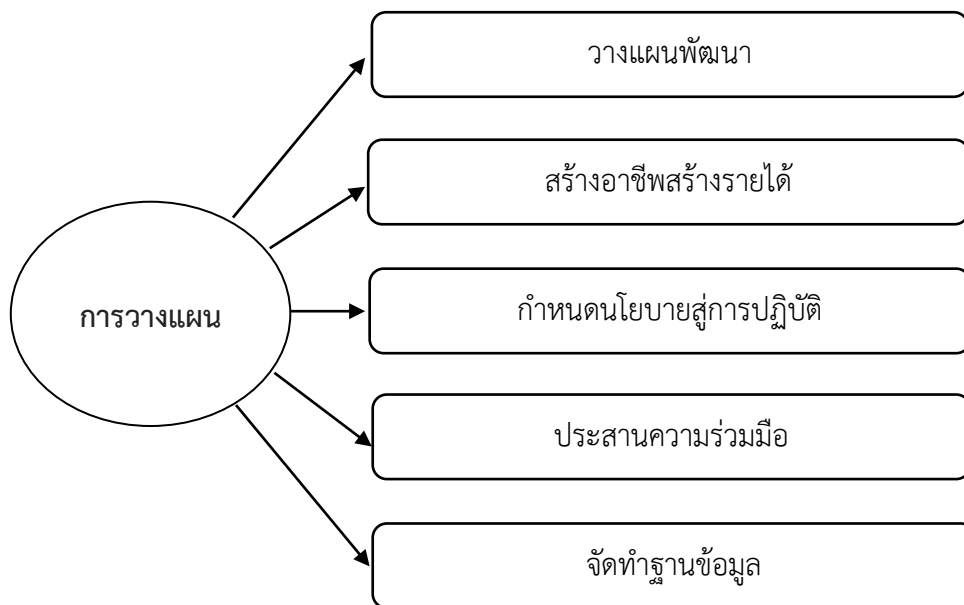 วางแผนพัฒนา
สร้างอาชีพสร้างรายได้
การวางแผน
กำหนดนโยบายสู่การปฏิบัติ
ประสานความร่วมมือ
จัดทำฐานข้อมูล